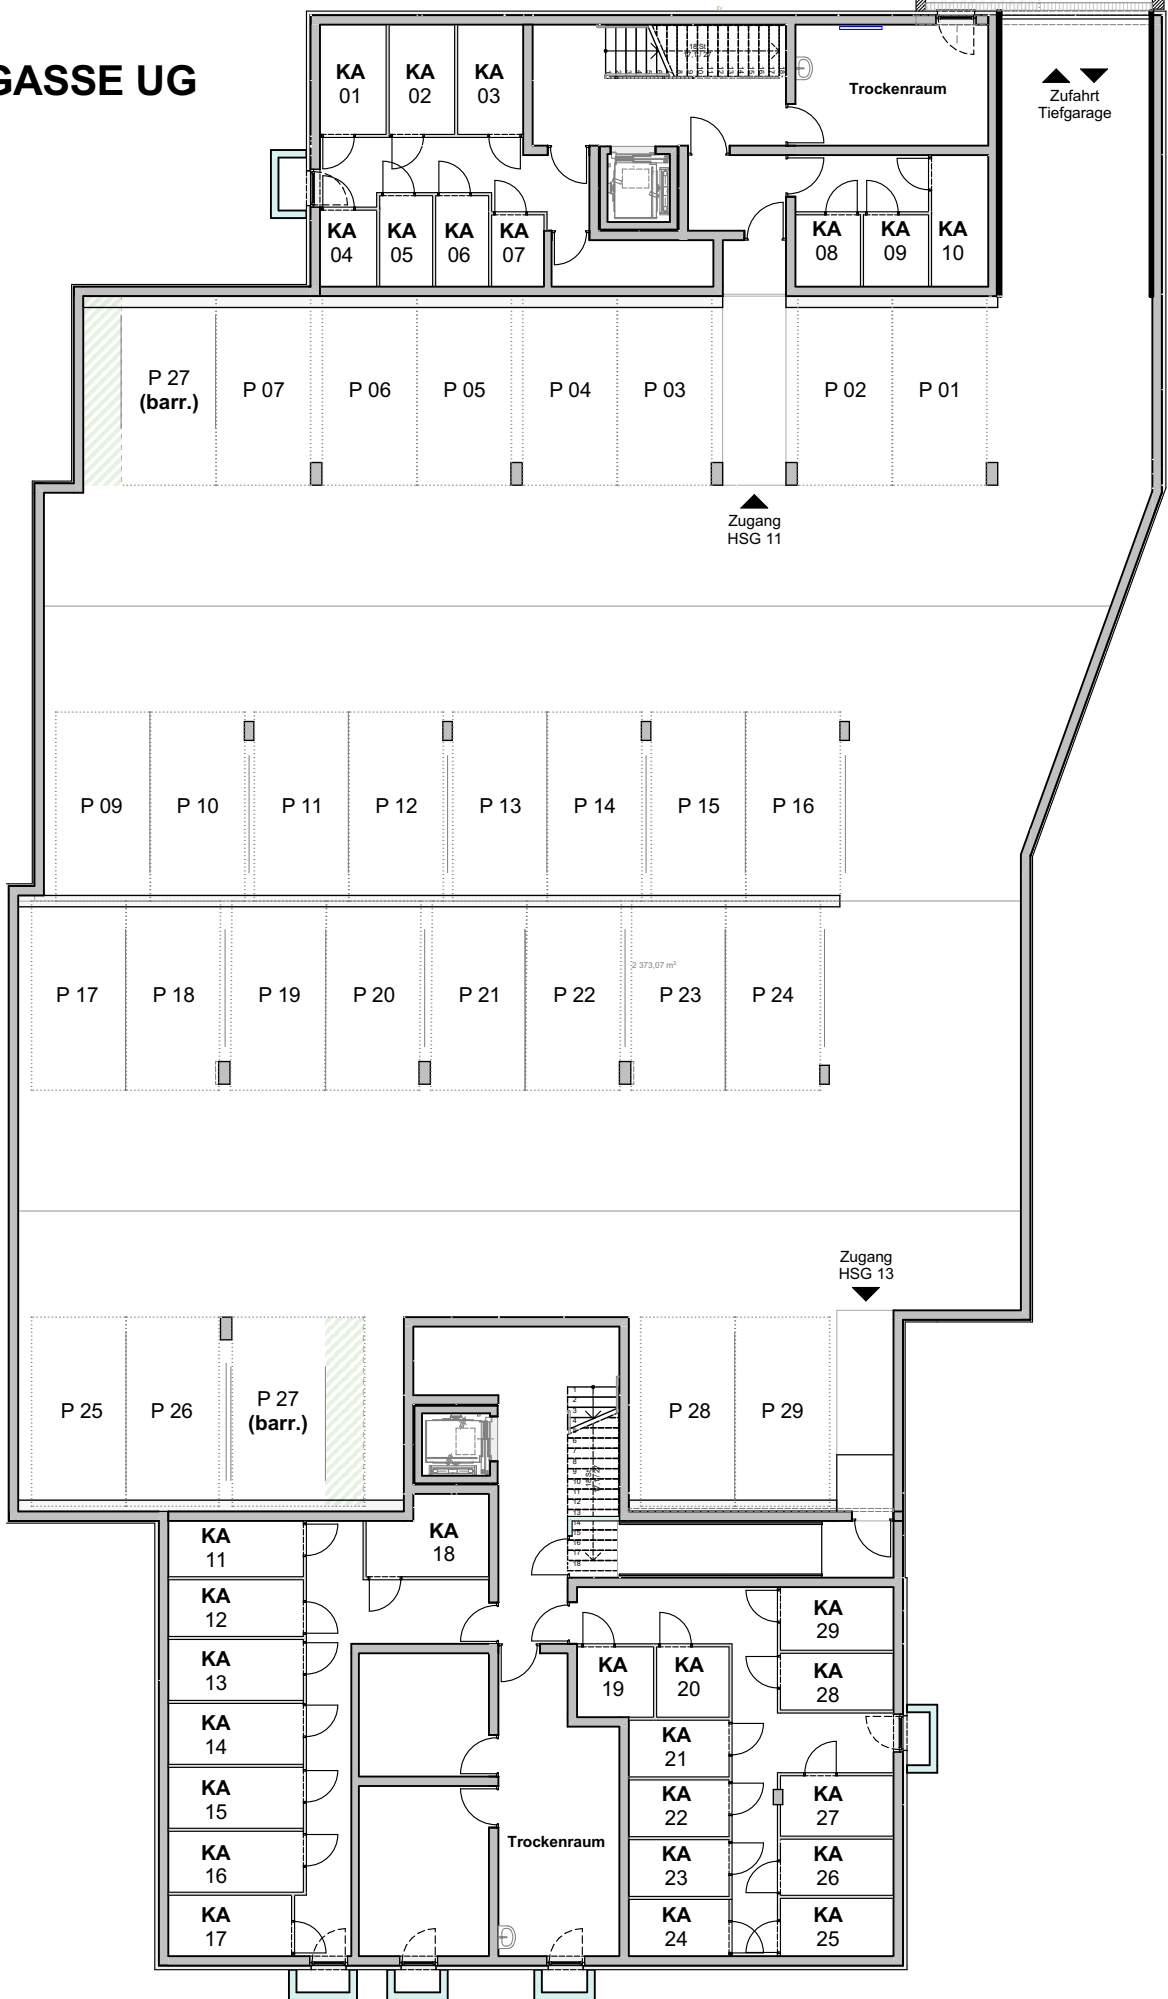 GASSE UG
KA
01
KA
02
KA
03
Trockenraum
Zufahrt
Tiefgarage
KA
04
KA
05
KA
06
KA
07
KA
08
KA
09
KA
10
P 27
(barr.)
P 07
P 06
P 05
P 04
P 03
P 02
P 01
Zugang
HSG 11
P 09
P 10
P 11
P 12
P 13
P 14
P 15
P 16
P 17
P 18
P 19
P 20
P 21
P 22
2 373,07 m²
P 23
P 24
Zugang
HSG 13
P 25
P 26
P 27
(barr.)
P 28
P 29
KA
11
KA
18
KA
12
KA
13
KA
14
KA
15
KA
16
KA
17
Trockenraum
KA
19
KA
20
KA
21
KA
22
KA
23
KA
24
KA
29
KA
28
KA
27
KA
26
KA
25